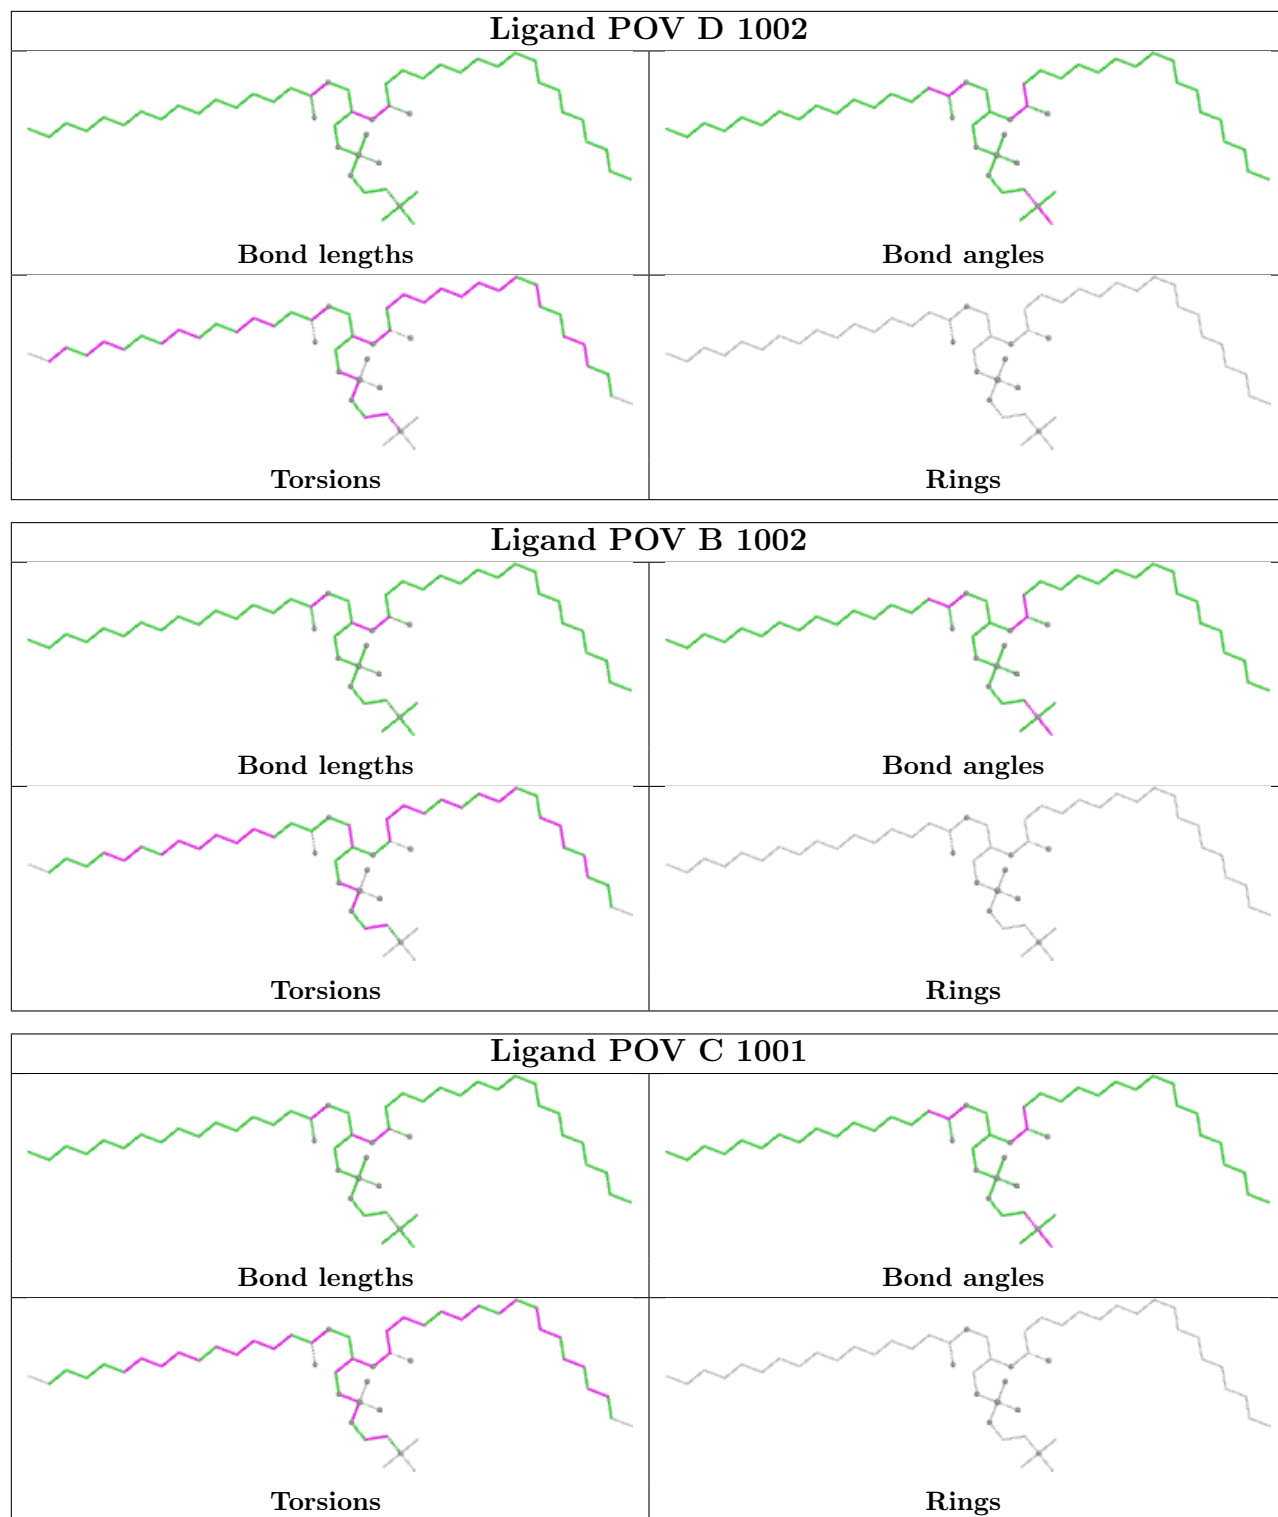 Ligand POV D 1002
Bond lengths
Bond angles
Torsions
Rings
Ligand POV B 1002
Bond lengths
Bond angles
Torsions
Rings
Ligand POV C 1001
Bond lengths
Bond angles
Torsions
Rings